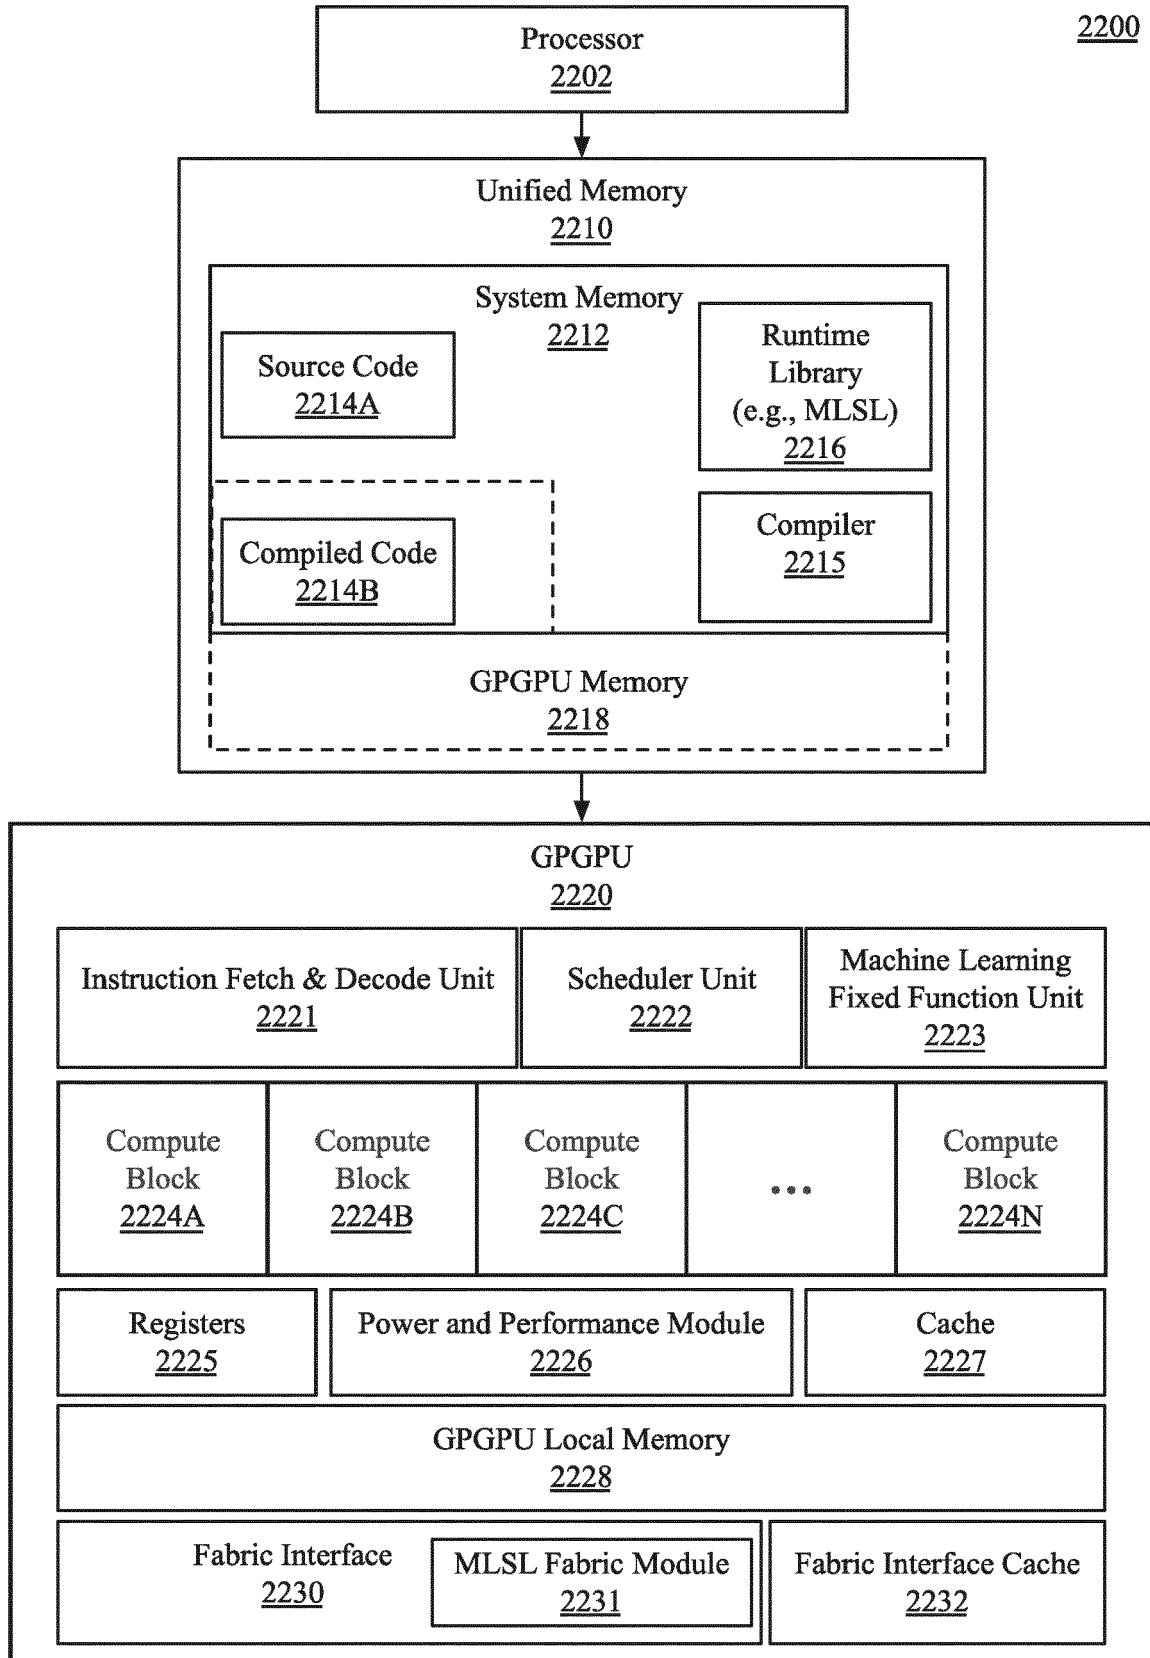 2200
Processor
2202
Unified Memory
2210
System Memory
2212
Source Code
2214A
Runtime
Library
(e.g., MLSL)
2216
Compiled Code
2214B
Compiler
2215
GPGPU Memory
2218
GPGPU
2220
Instruction Fetch & Decode Unit
2221
Scheduler Unit
2222
Machine Learning
Fixed Function Unit
2223
Compute
Block
2224A
Compute
Block
2224B
Compute
Block
2224C
...
Compute
Block
2224N
Registers
2225
Power and Performance Module
2226
Cache
2227
GPGPU Local Memory
2228
Fabric Interface
2230
MLSL Fabric Module
2231
Fabric Interface Cache
2232